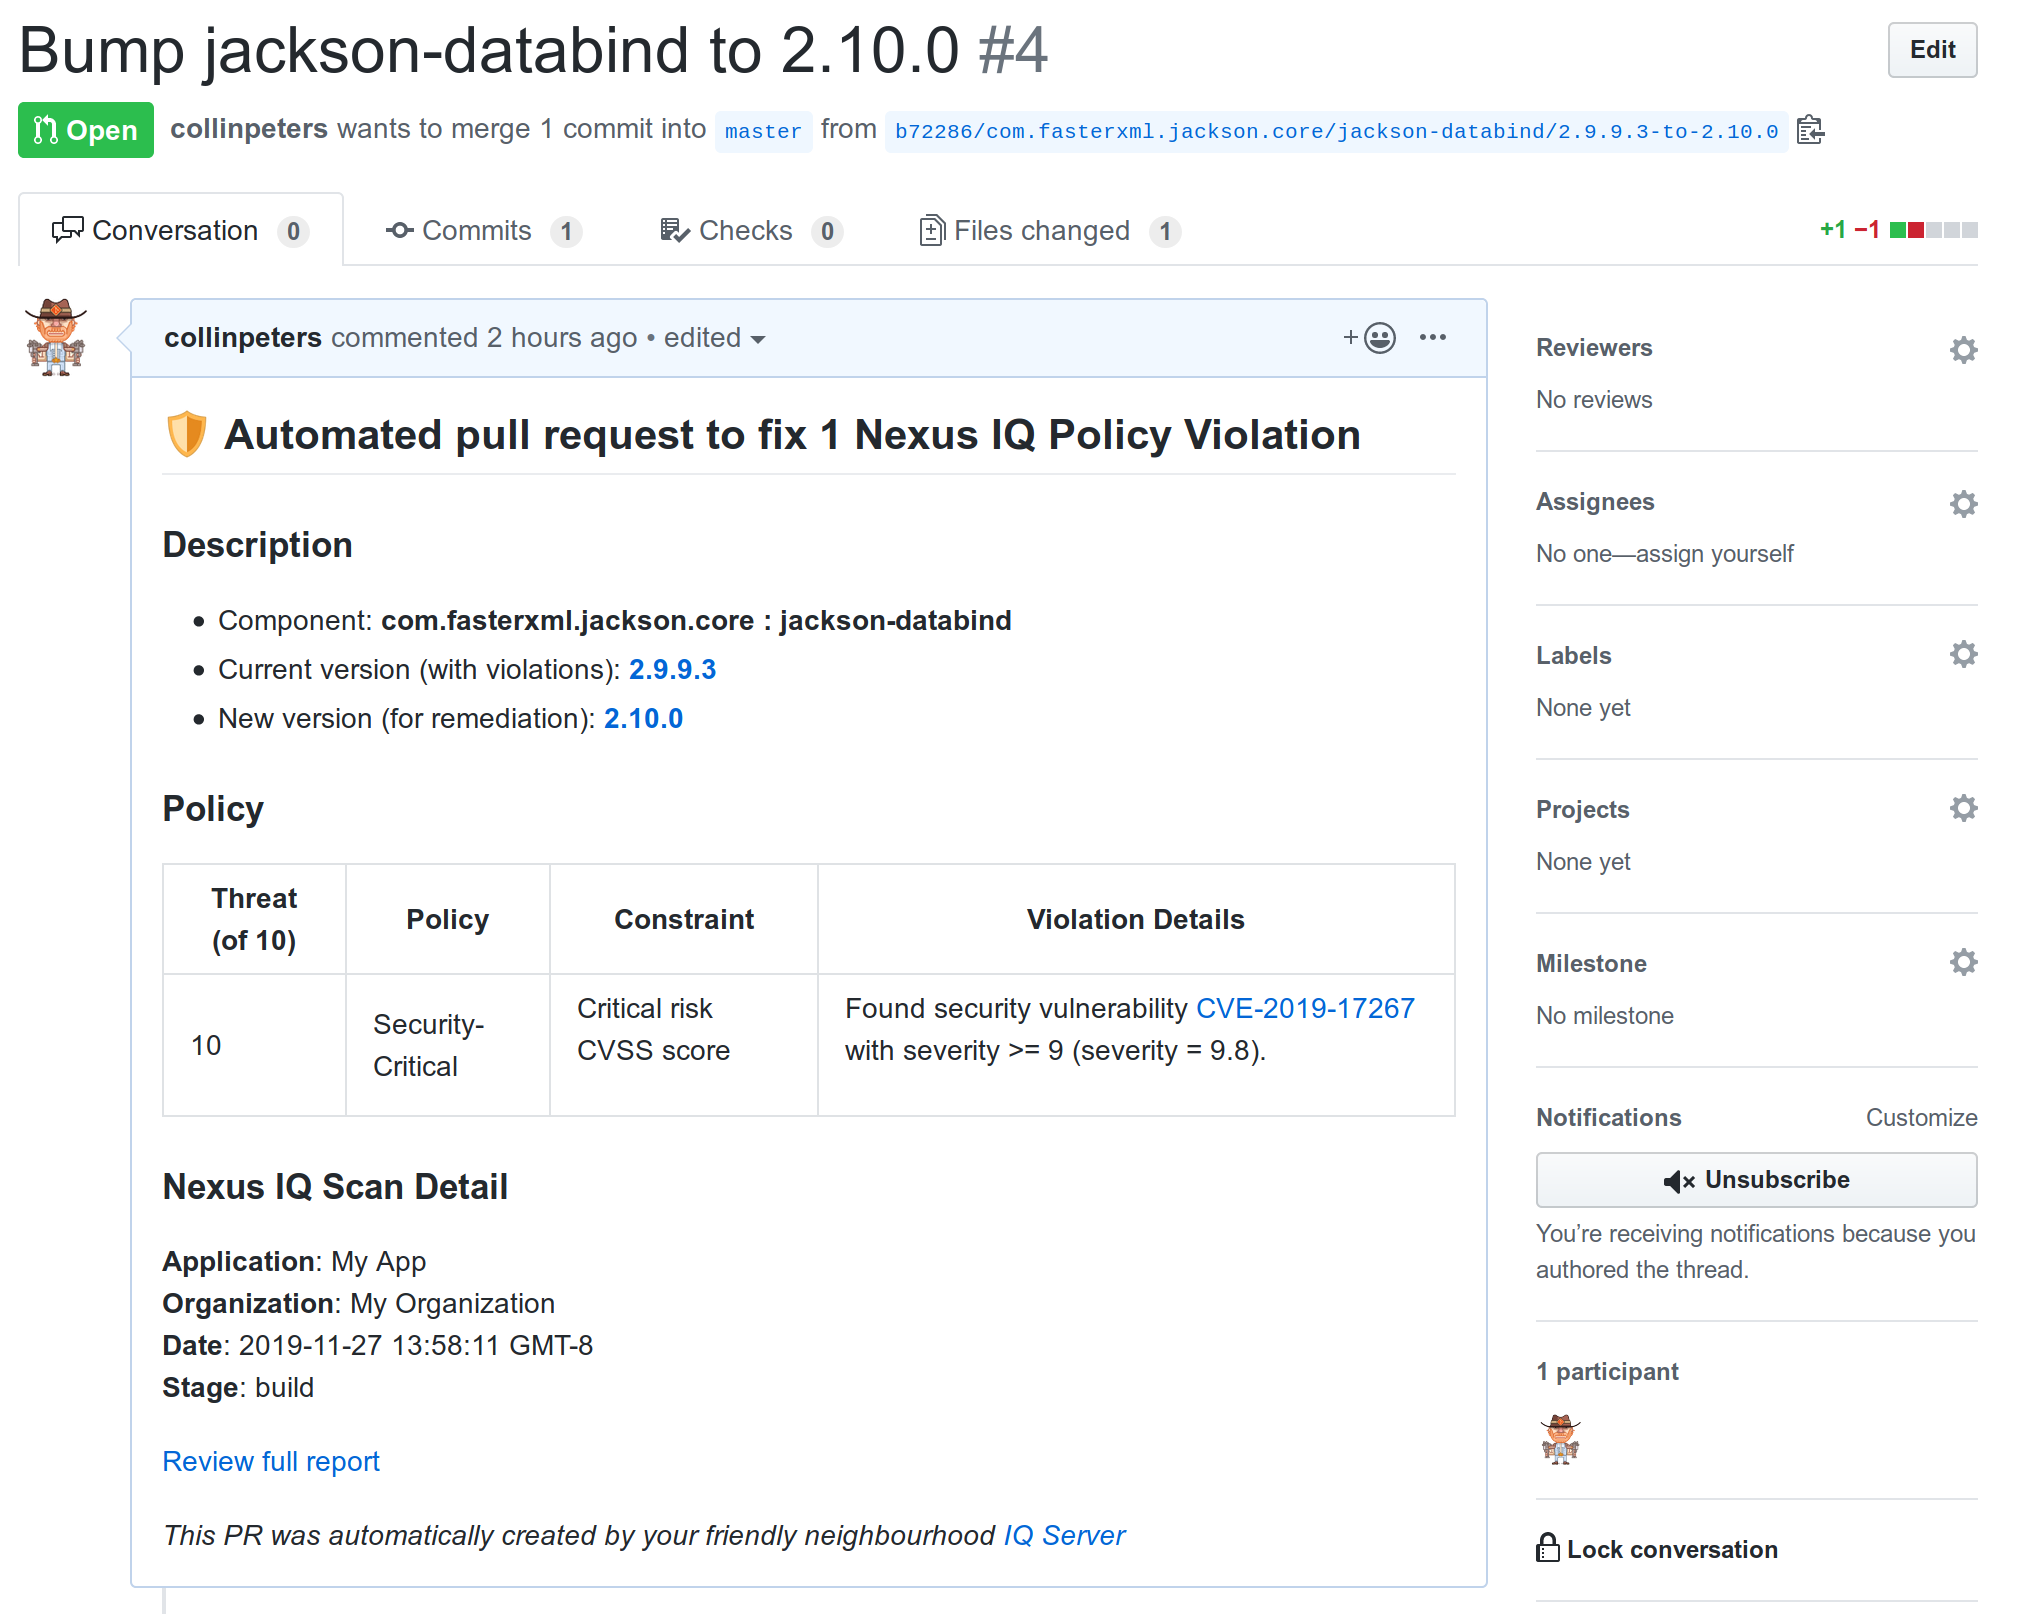 Bump jackson-databind to 2.10.0 #4
Edit
Open
collinpeters wants to merge 1 commit into master from b72286/com.fasterxml.jackson.core/jackson-databind/2.9.9.3-to-2.10.0
Conversation 0
Commits 1
Checks 0
Files changed 1
+1 −1
collinpeters commented 2 hours ago • edited
Automated pull request to fix 1 Nexus IQ Policy Violation
Description
• Component: com.fasterxml.jackson.core : jackson-databind
• Current version (with violations): 2.9.9.3
• New version (for remediation): 2.10.0
Policy
Threat
(of 10)
Policy
Constraint
Violation Details
10
Security-
Critical
Critical risk
CVSS score
Found security vulnerability CVE-2019-17267
with severity >= 9 (severity = 9.8).
Nexus IQ Scan Detail
Application: My App
Organization: My Organization
Date: 2019-11-27 13:58:11 GMT-8
Stage: build
Review full report
This PR was automatically created by your friendly neighbourhood IQ Server
Reviewers
No reviews
Assignees
No one—assign yourself
Labels
None yet
Projects
None yet
Milestone
No milestone
Notifications
Customize
Unsubscribe
You’re receiving notifications because you
authored the thread.
1 participant
Lock conversation